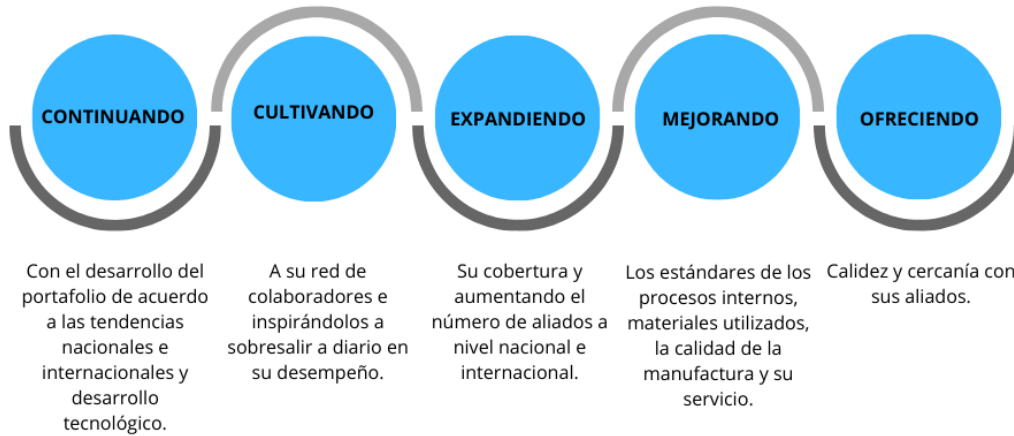 CONTINUANDO
Con el desarrollo del
portafolio de acuerdo
a las tendencias
nacionales e
internacionales y
desarrollo
tecnológico.
CULTIVANDO
A su red de
colaboradores e
inspirándolos a
sobresalir a diario en
su desempeño.
EXPANDIENDO
Su cobertura y
aumentando el
número de aliados a
nivel nacional e
internacional.
MEJORANDO
Los estándares de los
procesos internos,
materiales utilizados,
la calidad de la
manufactura y su
servicio.
OFRECIENDO
Calidez y cercanía con
sus aliados.